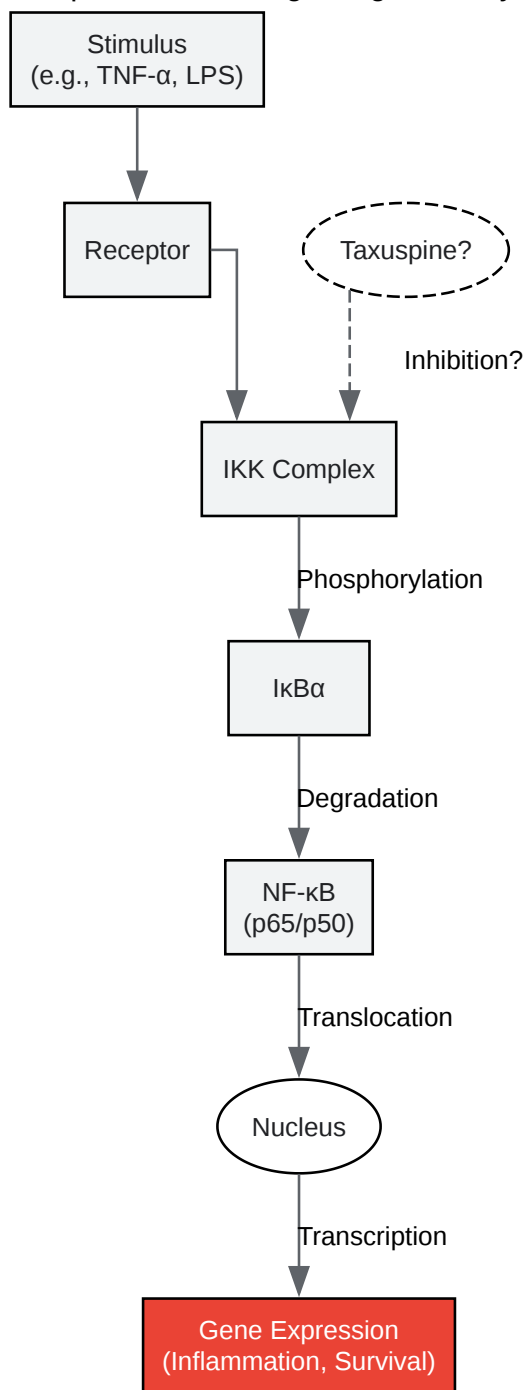 Stimulus
(e.g., TNF-α, LPS)
Receptor
Taxuspine?
Inhibition?
IKK Complex
Phosphorylation
IκBα
Degradation
NF-κB
(p65/p50)
Translocation
Nucleus
Transcription
Gene Expression
(Inflammation, Survival)